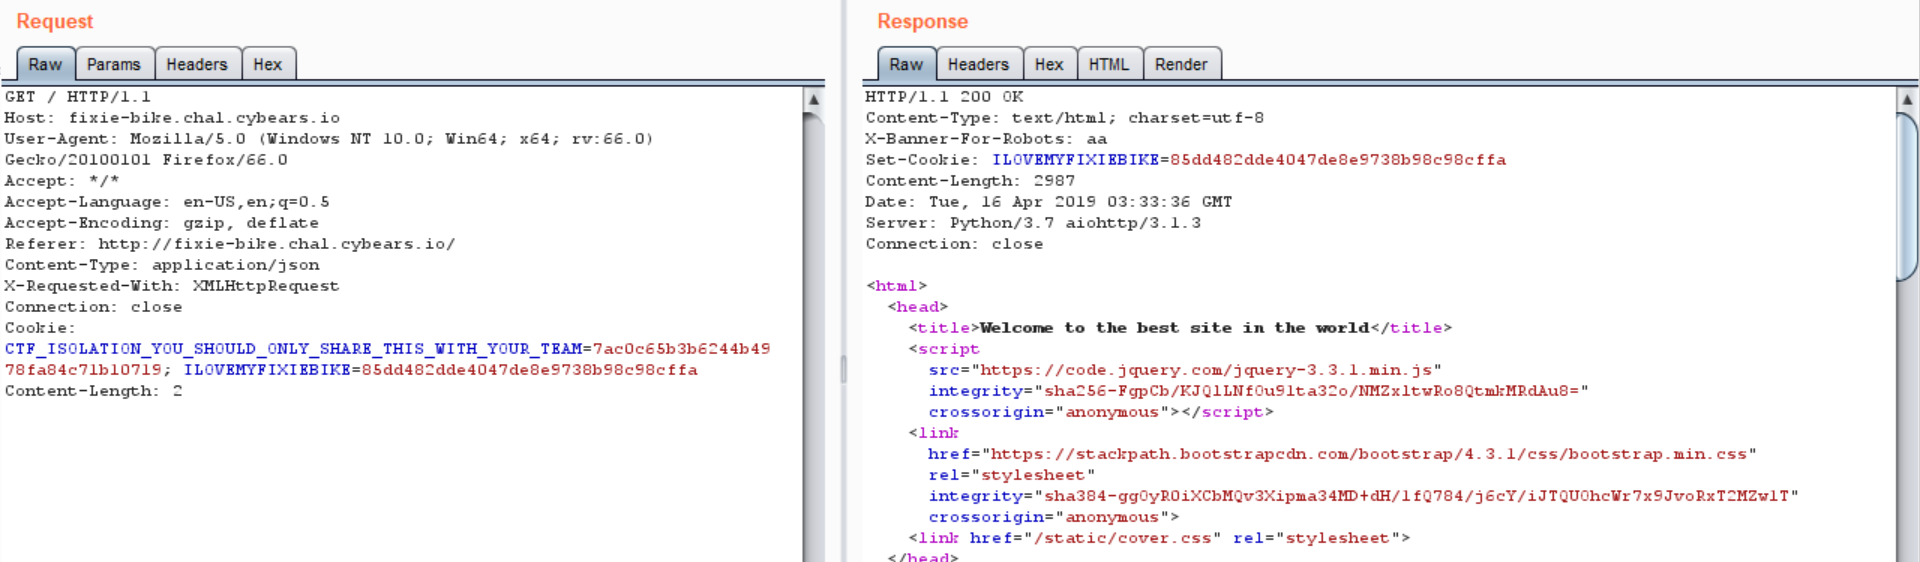 Request
Raw Params Headers Hex
GET / HTTP/1.1
Host: fixie-bike.chal.cybears.io
User-Agent: Mozilla/5.0 (Windows NT 10.0; Win64; x64; rv:66.0)
Gecko/20100101 Firefox/66.0
Accept: */*
Accept-Language: en-US,en;q=0.5
Accept-Encoding: gzip, deflate
Referer: http://fixie-bike.chal.cybears.io/
Content-Type: application/json
X-Requested-With: XMLHttpRequest
Connection: close
Cookie:
CTF_ISOLATION_YOU_SHOULD_ONLY_SHARE_THIS_WITH_YOUR_TEAM=7ac0c65b3b6244b49
78fa84c71b10719; ILOVEMYFIXIEBIKE=85dd482dde4047de8e9738b98c98cffa
Content-Length: 2
Response
Raw Headers Hex HTML Render
HTTP/1.1 200 OK
Content-Type: text/html; charset=utf-8
X-Banner-For-Robots: aa
Set-Cookie: ILOVEMYFIXIEBIKE=85dd482dde4047de8e9738b98c98cffa
Content-Length: 2987
Date: Tue, 16 Apr 2019 03:33:36 GMT
Server: Python/3.7 aiohttp/3.1.3
Connection: close
<html>
<head>
<title>Welcome to the best site in the world</title>
<script
src="https://code.jquery.com/jquery-3.3.1.min.js"
integrity="sha256-FgpCb/KJQlLNfOu91ta32o/NMZxltwRo8QtmkMRdAu8="
crossorigin="anonymous"></script>
<link
href="https://stackpath.bootstrapcdn.com/bootstrap/4.3.1/css/bootstrap.min.css"
rel="stylesheet"
integrity="sha384-ggOyR0iXCbMQv3Xipma34MD+dH/1fQ784/j6cY/iJTQUOhcWr7x9JvoRxT2MZw1T"
crossorigin="anonymous">
<link href="/static/cover.css" rel="stylesheet">
</head>